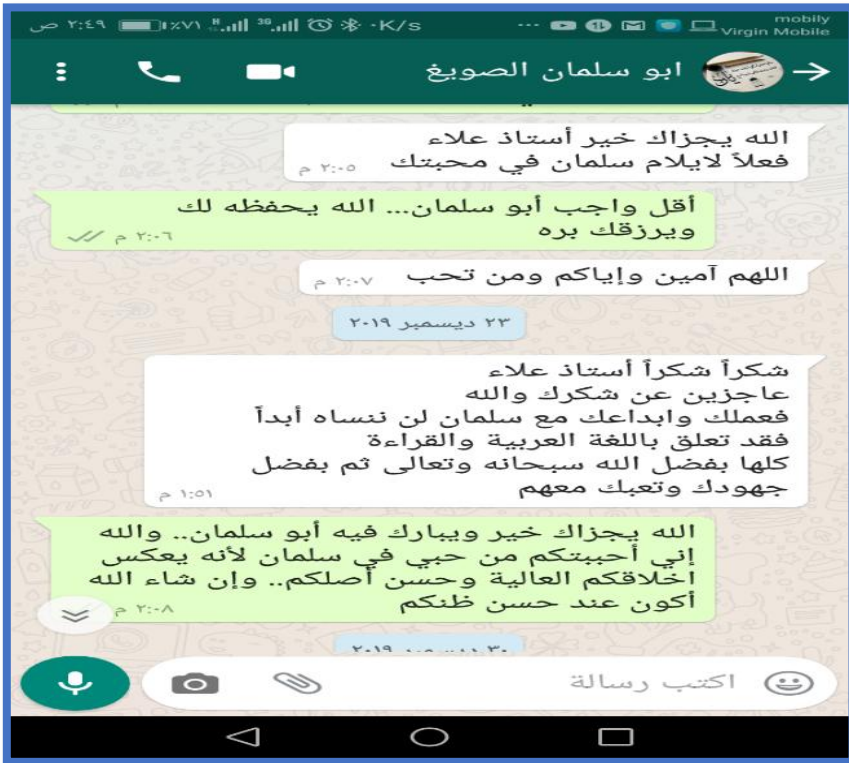 mobily
Virgin Mobile
K/s
٪٧١
٢:٤٩ ص
ابو سلمان الصويغ
الله يجزاك خير أستاذ علاء
فعلاً لايلام سلمان في محبتك
٢:٠٥ م
أقل واجب أبو سلمان... الله يحفظه لك
ويرزقك بره
٢:٠٦ م
اللهم آمين وإياكم ومن تحب
٢:٠٧ م
٢٣ ديسمبر ٢٠١٩
شكراً شكراً أستاذ علاء
عاجزين عن شكرك والله
فعملك وابداعك مع سلمان لن ننساه أبداً
فقد تعلق باللغة العربية والقراءة
كلها بفضل الله سبحانه وتعالى ثم بفضل
جهودك وتعبك معهم
١:٥١ م
الله يجزاك خير ويبارك فيه أبو سلمان.. والله
إني أحببتكم من حبي في سلمان لأنه يعكس
اخلاقكم العالية وحسن أصلكم.. وإن شاء الله
أكون عند حسن ظنكم
٢:٠٨ م
٣٠ ديسمبر ٢٠١٩
اكتب رسالة